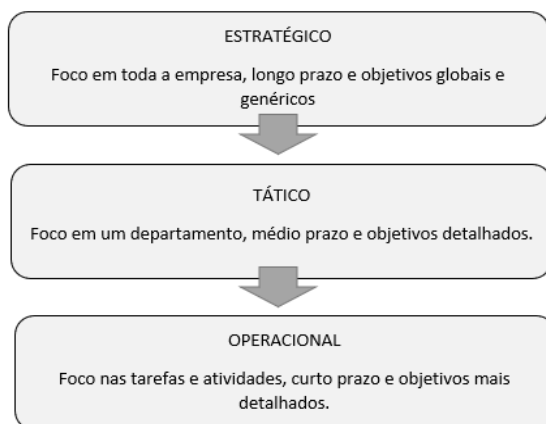 ESTRATÉGICO
Foco em toda a empresa, longo prazo e objetivos globais e
genéricos
TÁTICO
Foco em um departamento, médio prazo e objetivos detalhados.
OPERACIONAL
Foco nas tarefas e atividades, curto prazo e objetivos mais
detalhados.